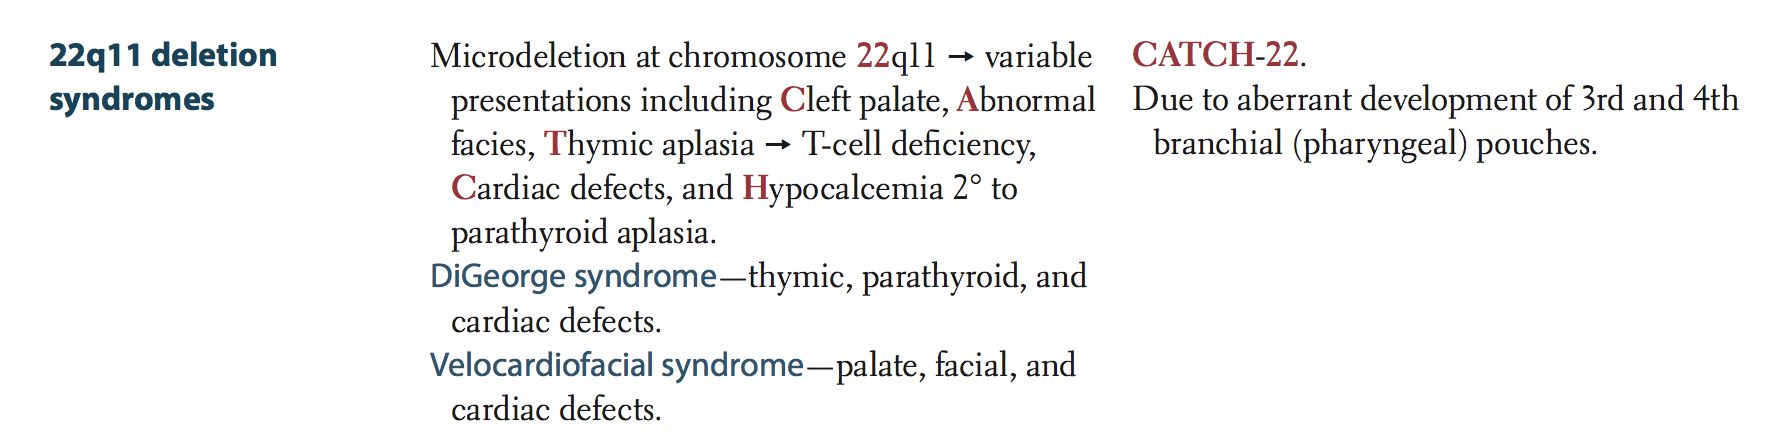 22q11 deletion
syndromes
Microdeletion at chromosome 22q11 → variable
presentations including Cleft palate, Abnormal
facies, Thymic aplasia → T-cell deficiency,
Cardiac defects, and Hypocalcemia 2° to
parathyroid aplasia.
DiGeorge syndrome—thymic, parathyroid, and
cardiac defects.
Velocardiofacial syndrome—palate, facial, and
cardiac defects.
CATCH-22.
Due to aberrant development of 3rd and 4th
branchial (pharyngeal) pouches.